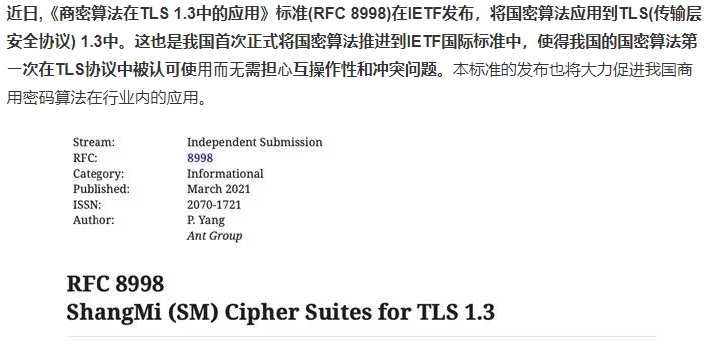 近日,《商密算法在TLS 1.3中的应用》标准(RFC 8998)在IETF发布，将国密算法应用到TLS(传输层
安全协议) 1.3中。这也是我国首次正式将国密算法推进到IETF国际标准中，使得我国的国密算法第
一次在TLS协议中被认可使用而无需担心互操作性和冲突问题。本标准的发布也将大力促进我国商
用密码算法在行业内的应用。
Stream: Independent Submission
RFC: 8998
Category: Informational
Published: March 2021
ISSN: 2070-1721
Author: P. Yang
Ant Group
RFC 8998
ShangMi (SM) Cipher Suites for TLS 1.3